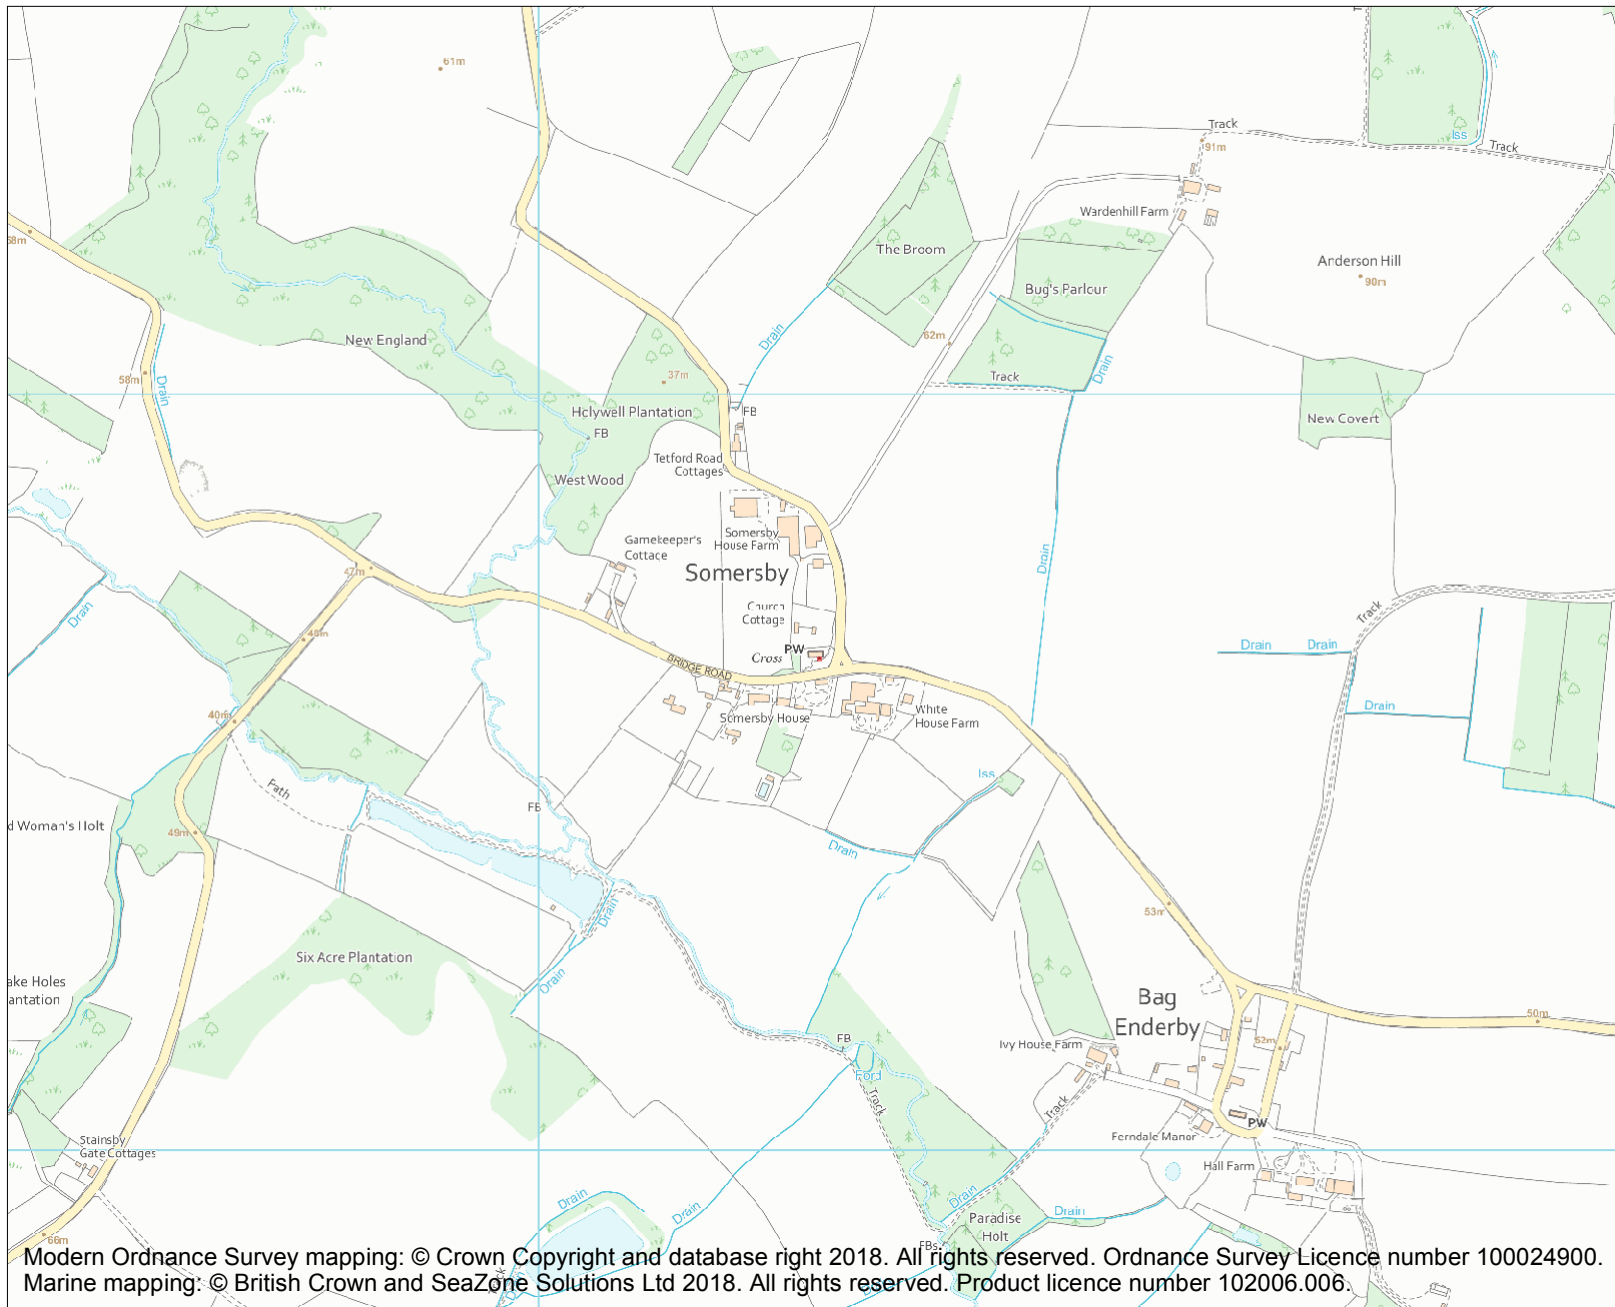 61m
Track
Iss
Track
91m
Wardenhill Farm
68m
The Broom
Anderson Hill
90m
Bug's Parlour
New England
Drain
62m
Drain
58m
Drain
37m
Track
Holywell Plantation
FB
FB
New Covert
Tetford Road
Cottages
West Wood
Somersby
House Farm
Gamekeeper's
Cottage
Drain
47m
Somersby
Drain
Church
Cottage
Track
48m
PW
Cross
Drain
Drain
BRIDGE ROAD
40m
Somersby House
White
House Farm
Drain
Iss
Path
FB
d Woman's Holt
49m
Drain
53m
Drain
Six Acre Plantation
Drain
ake Holes
antation
Bag
Enderby
50m
FB
Ivy House Farm
52m
Ford
Track
Track
PW
Ferndale Manor
Stainsby
Gate Cottages
Hall Farm
Drain
Drain
Drain
Drain
Paradise
Holt
66m
FBs
Modern Ordnance Survey mapping: © Crown Copyright and database right 2018. All rights reserved. Ordnance Survey Licence number 100024900.
Marine mapping: © British Crown and SeaZone Solutions Ltd 2018. All rights reserved. Product licence number 102006.006.